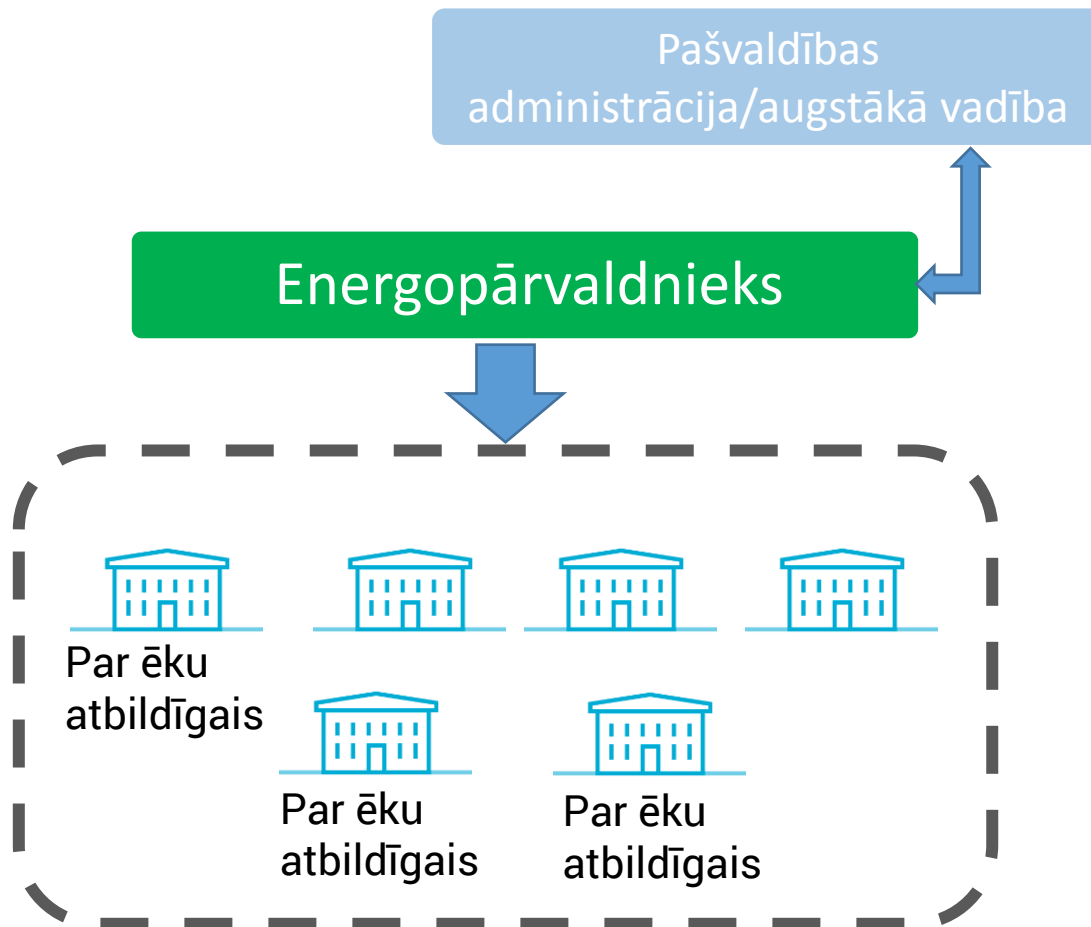 Pašvaldības
administrācija/augstākā vadība
Energopārvaldnieks
Par ēku
atbildīgais
Par ēku
atbildīgais
Par ēku
atbildīgais